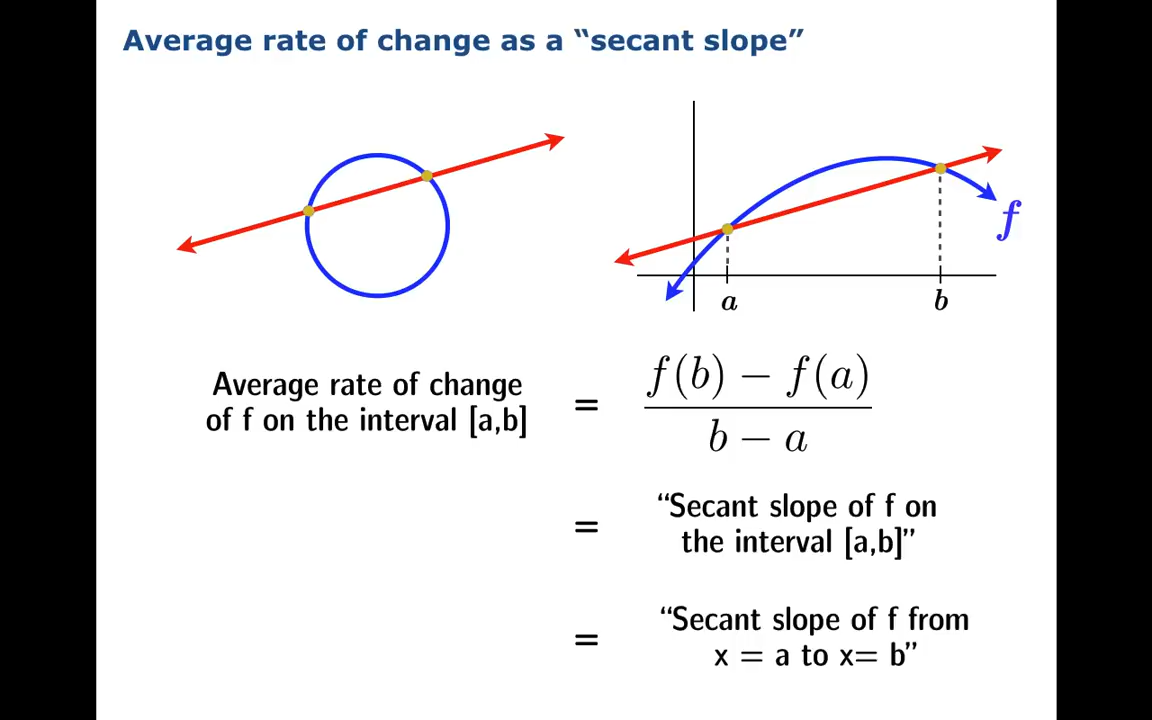 Average rate of change as a “secant slope”
f
a b
Average rate of change
of f on the interval [a,b]
=
f(b) − f(a)
b − a
=
“Secant slope of f on
the interval [a,b]”
=
“Secant slope of f from
x = a to x= b”